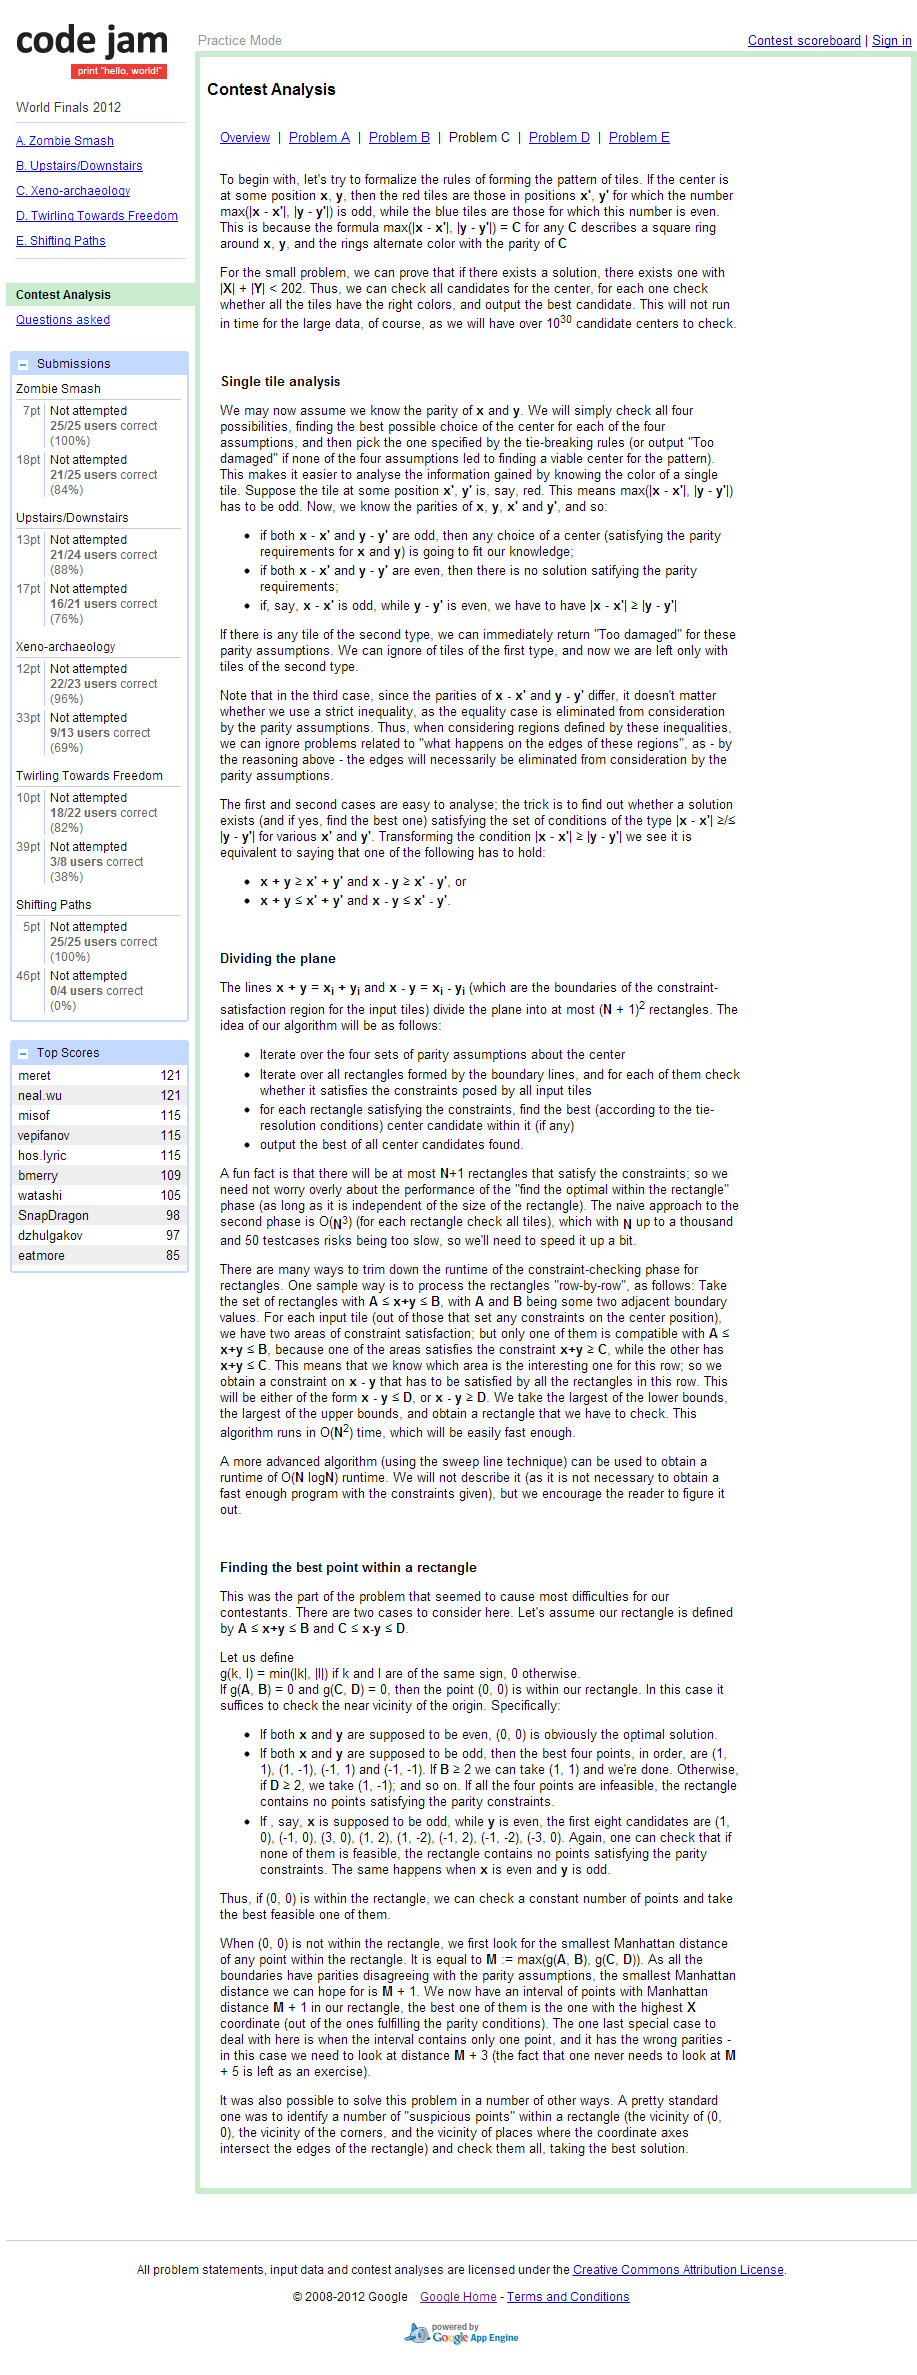 code jam
print "hello, world!"
Practice Mode
Contest scoreboard | Sign in
World Finals 2012
A. Zombie Smash
B. Upstairs/Downstairs
C. Xeno-archaeology
D. Twirling Towards Freedom
E. Shifting Paths
Contest Analysis
Questions asked
Submissions
Zombie Smash
7pt Not attempted
25/25 users correct
(100%)
18pt Not attempted
21/25 users correct
(84%)
Upstairs/Downstairs
13pt Not attempted
21/24 users correct
(88%)
17pt Not attempted
16/21 users correct
(76%)
Xeno-archaeology
12pt Not attempted
22/23 users correct
(96%)
33pt Not attempted
9/13 users correct
(69%)
Twirling Towards Freedom
10pt Not attempted
18/22 users correct
(82%)
39pt Not attempted
3/8 users correct
(38%)
Shifting Paths
5pt Not attempted
25/25 users correct
(100%)
46pt Not attempted
0/4 users correct
(0%)
Top Scores
meret 121
neal.wu 121
misof 115
vepifanov 115
hos.lyric 115
bmerry 109
watashi 105
SnapDragon 98
dzhulgakov 97
eatmore 85
Contest Analysis
Overview | Problem A | Problem B | Problem C | Problem D | Problem E
To begin with, let's try to formalize the rules of forming the pattern of tiles. If the center is
at some position x, y, then the red tiles are those in positions x', y' for which the number
max(|x - x'|, |y - y'|) is odd, while the blue tiles are those for which this number is even.
This is because the formula max(|x - x'|, |y - y'|) = C for any C describes a square ring
around x, y, and the rings alternate color with the parity of C
For the small problem, we can prove that if there exists a solution, there exists one with
|X| + |Y| < 202. Thus, we can check all candidates for the center, for each one check
whether all the tiles have the right colors, and output the best candidate. This will not run
in time for the large data, of course, as we will have over 10^30 candidate centers to check.
Single tile analysis
We may now assume we know the parity of x and y. We will simply check all four
possibilities, finding the best possible choice of the center for each of the four
assumptions, and then pick the one specified by the tie-breaking rules (or output "Too
damaged" if none of the four assumptions led to finding a viable center for the pattern).
This makes it easier to analyse the information gained by knowing the color of a single
tile. Suppose the tile at some position x', y' is, say, red. This means max(|x - x'|, |y - y'|)
has to be odd. Now, we know the parities of x, y, x' and y', and so:
• if both x - x' and y - y' are odd, then any choice of a center (satisfying the parity
requirements for x and y) is going to fit our knowledge;
• if both x - x' and y - y' are even, then there is no solution satifying the parity
requirements;
• if, say, x - x' is odd, while y - y' is even, we have to have |x - x'| ≥ |y - y'|
If there is any tile of the second type, we can immediately return "Too damaged" for these
parity assumptions. We can ignore of tiles of the first type, and now we are left only with
tiles of the second type.
Note that in the third case, since the parities of x - x' and y - y' differ, it doesn't matter
whether we use a strict inequality, as the equality case is eliminated from consideration
by the parity assumptions. Thus, when considering regions defined by these inequalities,
we can ignore problems related to "what happens on the edges of these regions", as - by
the reasoning above - the edges will necessarily be eliminated from consideration by the
parity assumptions.
The first and second cases are easy to analyse; the trick is to find out whether a solution
exists (and if yes, find the best one) satisfying the set of conditions of the type |x - x'| ≥/≤
|y - y'| for various x' and y'. Transforming the condition |x - x'| ≥ |y - y'| we see it is
equivalent to saying that one of the following has to hold:
• x + y ≥ x' + y' and x - y ≥ x' - y', or
• x + y ≤ x' + y' and x - y ≤ x' - y'.
Dividing the plane
The lines x + y = x_i + y_i and x - y = x_i - y_i (which are the boundaries of the constraint-
satisfaction region for the input tiles) divide the plane into at most (N + 1)^2 rectangles. The
idea of our algorithm will be as follows:
• Iterate over the four sets of parity assumptions about the center
• Iterate over all rectangles formed by the boundary lines, and for each of them check
whether it satisfies the constraints posed by all input tiles
• for each rectangle satisfying the constraints, find the best (according to the tie-
resolution conditions) center candidate within it (if any)
• output the best of all center candidates found.
A fun fact is that there will be at most N+1 rectangles that satisfy the constraints; so we
need not worry overly about the performance of the "find the optimal within the rectangle"
phase (as long as it is independent of the size of the rectangle). The naive approach to the
second phase is O(N^3) (for each rectangle check all tiles), which with N up to a thousand
and 50 testcases risks being too slow, so we'll need to speed it up a bit.
There are many ways to trim down the runtime of the constraint-checking phase for
rectangles. One sample way is to process the rectangles "row-by-row", as follows: Take
the set of rectangles with A ≤ x+y ≤ B, with A and B being some two adjacent boundary
values. For each input tile (out of those that set any constraints on the center position),
we have two areas of constraint satisfaction; but only one of them is compatible with A ≤
x+y ≤ B, because one of the areas satisfies the constraint x+y ≥ C, while the other has
x+y ≤ C. This means that we know which area is the interesting one for this row; so we
obtain a constraint on x - y that has to be satisfied by all the rectangles in this row. This
will be either of the form x - y ≤ D, or x - y ≥ D. We take the largest of the lower bounds,
the largest of the upper bounds, and obtain a rectangle that we have to check. This
algorithm runs in O(N^2) time, which will be easily fast enough.
A more advanced algorithm (using the sweep line technique) can be used to obtain a
runtime of O(N logN) runtime. We will not describe it (as it is not necessary to obtain a
fast enough program with the constraints given), but we encourage the reader to figure it
out.
Finding the best point within a rectangle
This was the part of the problem that seemed to cause most difficulties for our
contestants. There are two cases to consider here. Let's assume our rectangle is defined
by A ≤ x+y ≤ B and C ≤ x-y ≤ D.
Let us define
g(k, l) = min(|k|, |l|) if k and l are of the same sign, 0 otherwise.
If g(A, B) = 0 and g(C, D) = 0, then the point (0, 0) is within our rectangle. In this case it
suffices to check the near vicinity of the origin. Specifically:
• If both x and y are supposed to be even, (0, 0) is obviously the optimal solution.
• If both x and y are supposed to be odd, then the best four points, in order, are (1,
1), (1, -1), (-1, 1) and (-1, -1). If B ≥ 2 we can take (1, 1) and we're done. Otherwise,
if D ≥ 2, we take (1, -1); and so on. If all the four points are infeasible, the rectangle
contains no points satisfying the parity constraints.
• If , say, x is supposed to be odd, while y is even, the first eight candidates are (1,
0), (-1, 0), (3, 0), (1, 2), (1, -2), (-1, 2), (-1, -2), (-3, 0). Again, one can check that if
none of them is feasible, the rectangle contains no points satisfying the parity
constraints. The same happens when x is even and y is odd.
Thus, if (0, 0) is within the rectangle, we can check a constant number of points and take
the best feasible one of them.
When (0, 0) is not within the rectangle, we first look for the smallest Manhattan distance
of any point within the rectangle. It is equal to M := max(g(A, B), g(C, D)). As all the
boundaries have parities disagreeing with the parity assumptions, the smallest Manhattan
distance we can hope for is M + 1. We now have an interval of points with Manhattan
distance M + 1 in our rectangle, the best one of them is the one with the highest X
coordinate (out of the ones fulfilling the parity conditions). The one last special case to
deal with here is when the interval contains only one point, and it has the wrong parities -
in this case we need to look at distance M + 3 (the fact that one never needs to look at M
+ 5 is left as an exercise).
It was also possible to solve this problem in a number of other ways. A pretty standard
one was to identify a number of "suspicious points" within a rectangle (the vicinity of (0,
0), the vicinity of the corners, and the vicinity of places where the coordinate axes
intersect the edges of the rectangle) and check them all, taking the best solution.
All problem statements, input data and contest analyses are licensed under the Creative Commons Attribution License.
© 2008-2012 Google Google Home - Terms and Conditions
powered by
Google App Engine